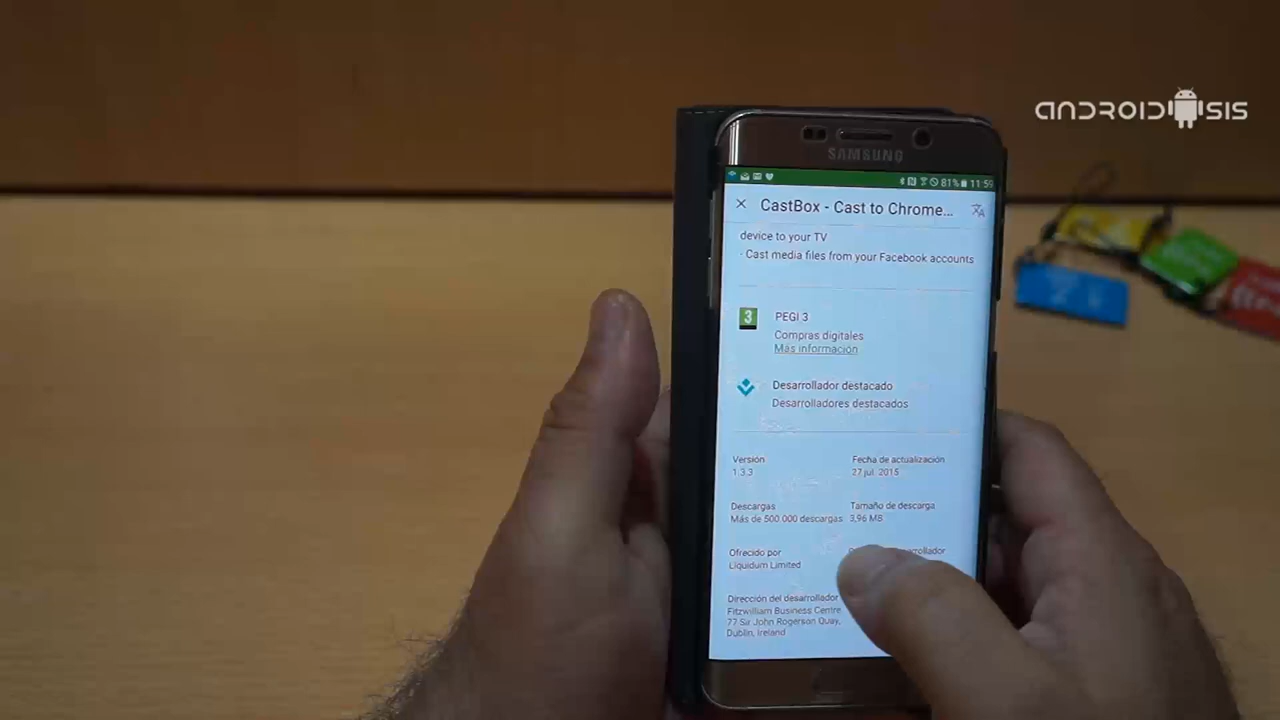 ANDROIDSIS
SAMSUNG
81% 11:59
CastBox - Cast to Chrome...
device to your TV
- Cast media files from your Facebook accounts
3
PEGI 3
Compras digitales
Más información
Desarrollador destacado
Desarrolladores destacados
Versión
1.3.3
Fecha de actualización
27 jul. 2015
Descargas
Más de 500.000 descargas
Tamaño de descarga
3,96 MB
Ofrecido por
Liquidum Limited
Dirección del desarrollador
Fitzwilliam Business Centre
77 Sir John Rogerson Quay,
Dublin, Ireland